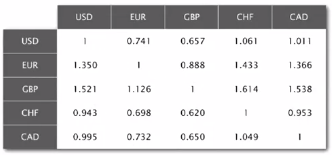 USD EUR GBP CHF CAD
USD 1 0.741 0.657 1.061 1.011
EUR 1.350 1 0.888 1.433 1.366
GBP 1.521 1.126 1 1.614 1.538
CHF 0.943 0.698 0.620 1 0.953
CAD 0.995 0.732 0.650 1.049 1